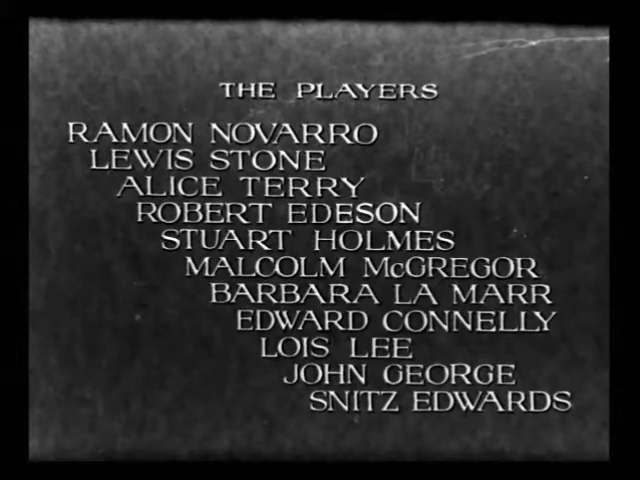 THE PLAYERS
RAMON NOVARRO
LEWIS STONE
ALICE TERRY
ROBERT EDESON
STUART HOLMES
MALCOLM McGREGOR
BARBARA LA MARR
EDWARD CONNELLY
LOIS LEE
JOHN GEORGE
SNITZ EDWARDS